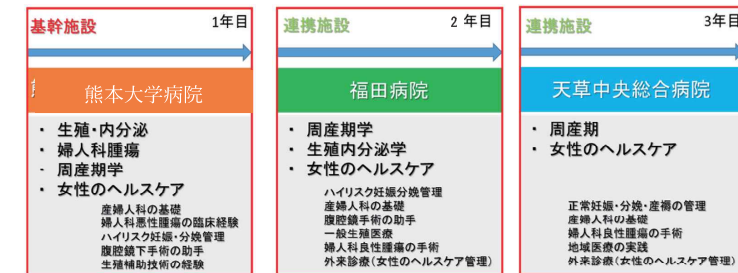 基幹施設 1年目
熊本大学病院
・ 生殖・内分泌
・ 婦人科腫瘍
- 周産期学
・ 女性のヘルスケア
産婦人科の基礎
婦人科悪性腫瘍の臨床経験
ハイリスク妊娠・分娩管理
腹腔鏡下手術の助手
生殖補助技術の経験
連携施設 2 年目
福田病院
・ 周産期学
・ 生殖内分泌学
・ 女性のヘルスケア
ハイリスク妊娠分娩管理
産婦人科の基礎
腹腔鏡手術の助手
一般生殖医療
婦人科良性腫瘍の手術
外来診療(女性のヘルスケア管理)
連携施設 3年目
天草中央総合病院
・ 周産期
・ 女性のヘルスケア
正常妊娠・分娩・産褥の管理
産婦人科の基礎
婦人科良性腫瘍の手術
地域医療の実践
外来診療(女性のヘルスケア管理)